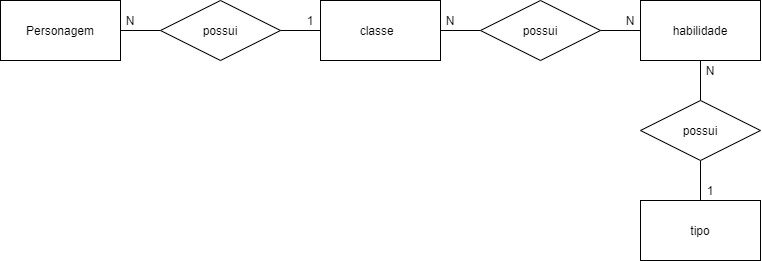 Personagem
N
possui
1
classe
N
possui
N
habilidade
N
possui
1
tipo